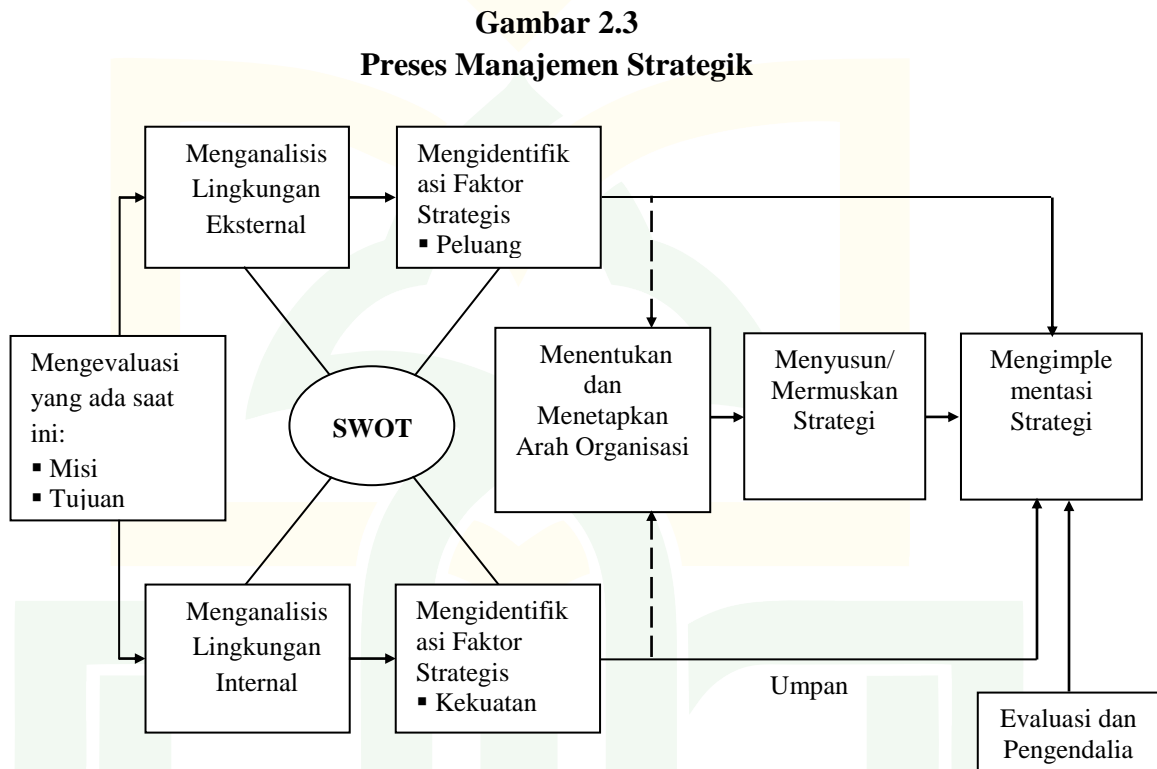 Gambar 2.3
Preses Manajemen Strategik
Menganalisis
Lingkungan
Eksternal
Mengidentifik
asi Faktor
Strategis
▪ Peluang
Mengevaluasi
yang ada saat
ini:
▪ Misi
▪ Tujuan
SWOT
Menentukan
dan
Menetapkan
Arah Organisasi
Menyusun/
Mermuskan
Strategi
Mengimple
mentasi
Strategi
Menganalisis
Lingkungan
Internal
Mengidentifik
asi Faktor
Strategis
▪ Kekuatan
Umpan
Evaluasi dan
Pengendalia